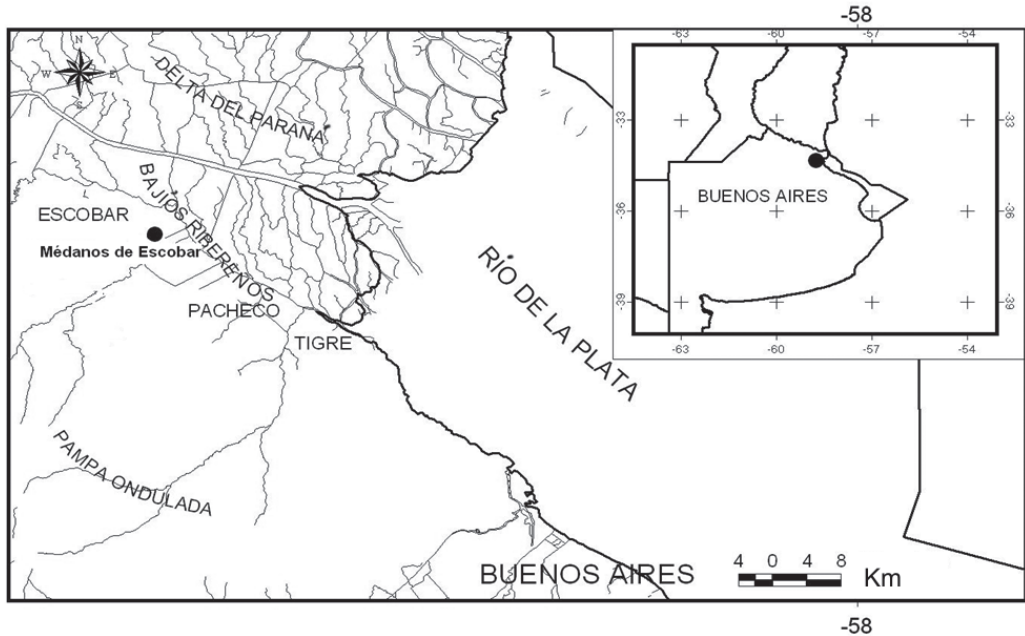 -58
N
W E
S
DELTA DEL PARANÁ
BAJÍOS RIBEREÑOS
ESCOBAR
Médanos de Escobar
PACHECO
TIGRE
RÍO DE LA PLATA
PAMPA ONDULADA
BUENOS AIRES
4 0 4 8 Km
-63 -60 -57 -54
-33 -33
BUENOS AIRES
-36 -36
-39 -39
-63 -60 -57 -54
-58